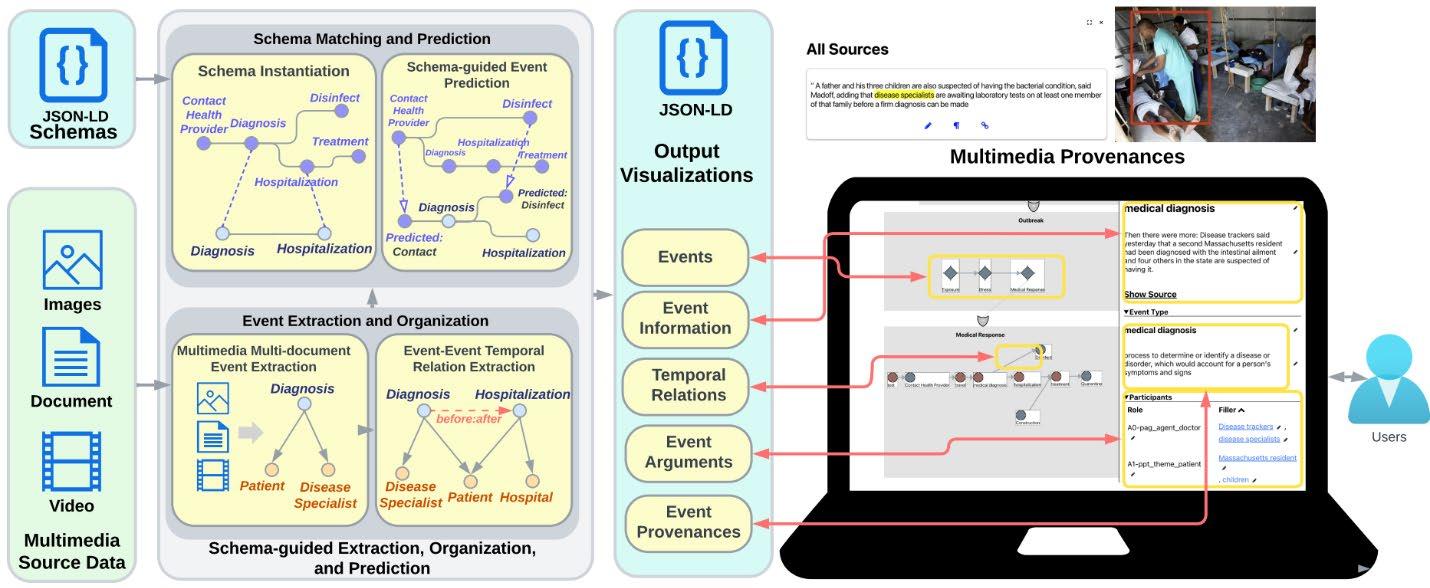 {}
JSON-LD
Schemas
Images
Document
Video
Multimedia
Source Data
Schema Matching and Prediction
Schema Instantiation
Contact
Health
Provider
Diagnosis
Disinfect
Treatment
Hospitalization
Diagnosis
Hospitalization
Schema-guided Event
Prediction
Contact
Health
Provider
Disinfect
Diagnosis
Hospitalization
Treatment
Predicted:
Disinfect
Diagnosis
Predicted:
Contact
Hospitalization
Event Extraction and Organization
Multimedia Multi-document
Event Extraction
Diagnosis
Patient
Disease
Specialist
Event-Event Temporal
Relation Extraction
Diagnosis
Hospitalization
before:after
Disease
Specialist
Patient
Hospital
Schema-guided Extraction, Organization,
and Prediction
{}
JSON-LD
Output
Visualizations
Events
Event
Information
Temporal
Relations
Event
Arguments
Event
Provenances
All Sources
" A father and his three children are also suspected of having the bacterial condition, said
Madoff, adding that disease specialists are awaiting laboratory tests on at least one member
of that family before a firm diagnosis can be made
Multimedia Provenances
Outbreak
Exposure
Illness
Medical Response
Medical Response
Contact Health Provider
travel
medical diagnosis
hospitalisation
treatment
Quarantine
Construction
medical diagnosis
Then there were more: Disease trackers said
yesterday that a second Massachusetts resident
had been diagnosed with the intestinal ailment
and four others in the state are suspected of
having it.
Show Source
▾Event Type
medical diagnosis
process to determine or identify a disease or
disorder, which would account for a person's
symptoms and signs
▾Participants
Role
Filler
A0-pag_agent_doctor
Disease trackers ,
disease specialists
A1-ppt_theme_patient
Massachusetts resident
, children
Users